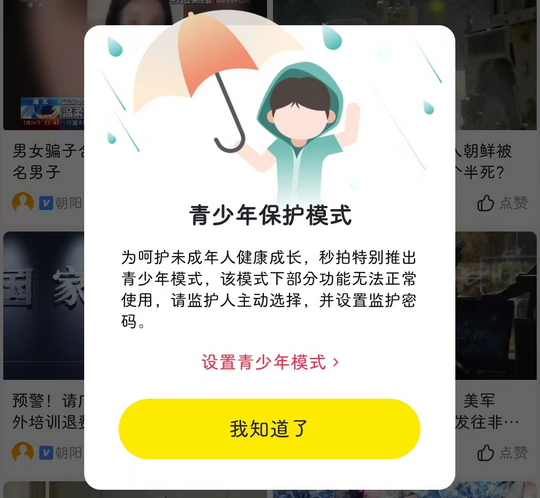 男女骗子
名男子
朝阳
人朝鲜被
半死？
点赞
青少年保护模式
为呵护未成年人健康成长，秒拍特别推出
青少年模式，该模式下部分功能无法正常
使用，请监护人主动选择，并设置监护密
码。
设置青少年模式 >
我知道了
国家
预警！请
外培训退费
朝阳
美军
发往非…
点赞